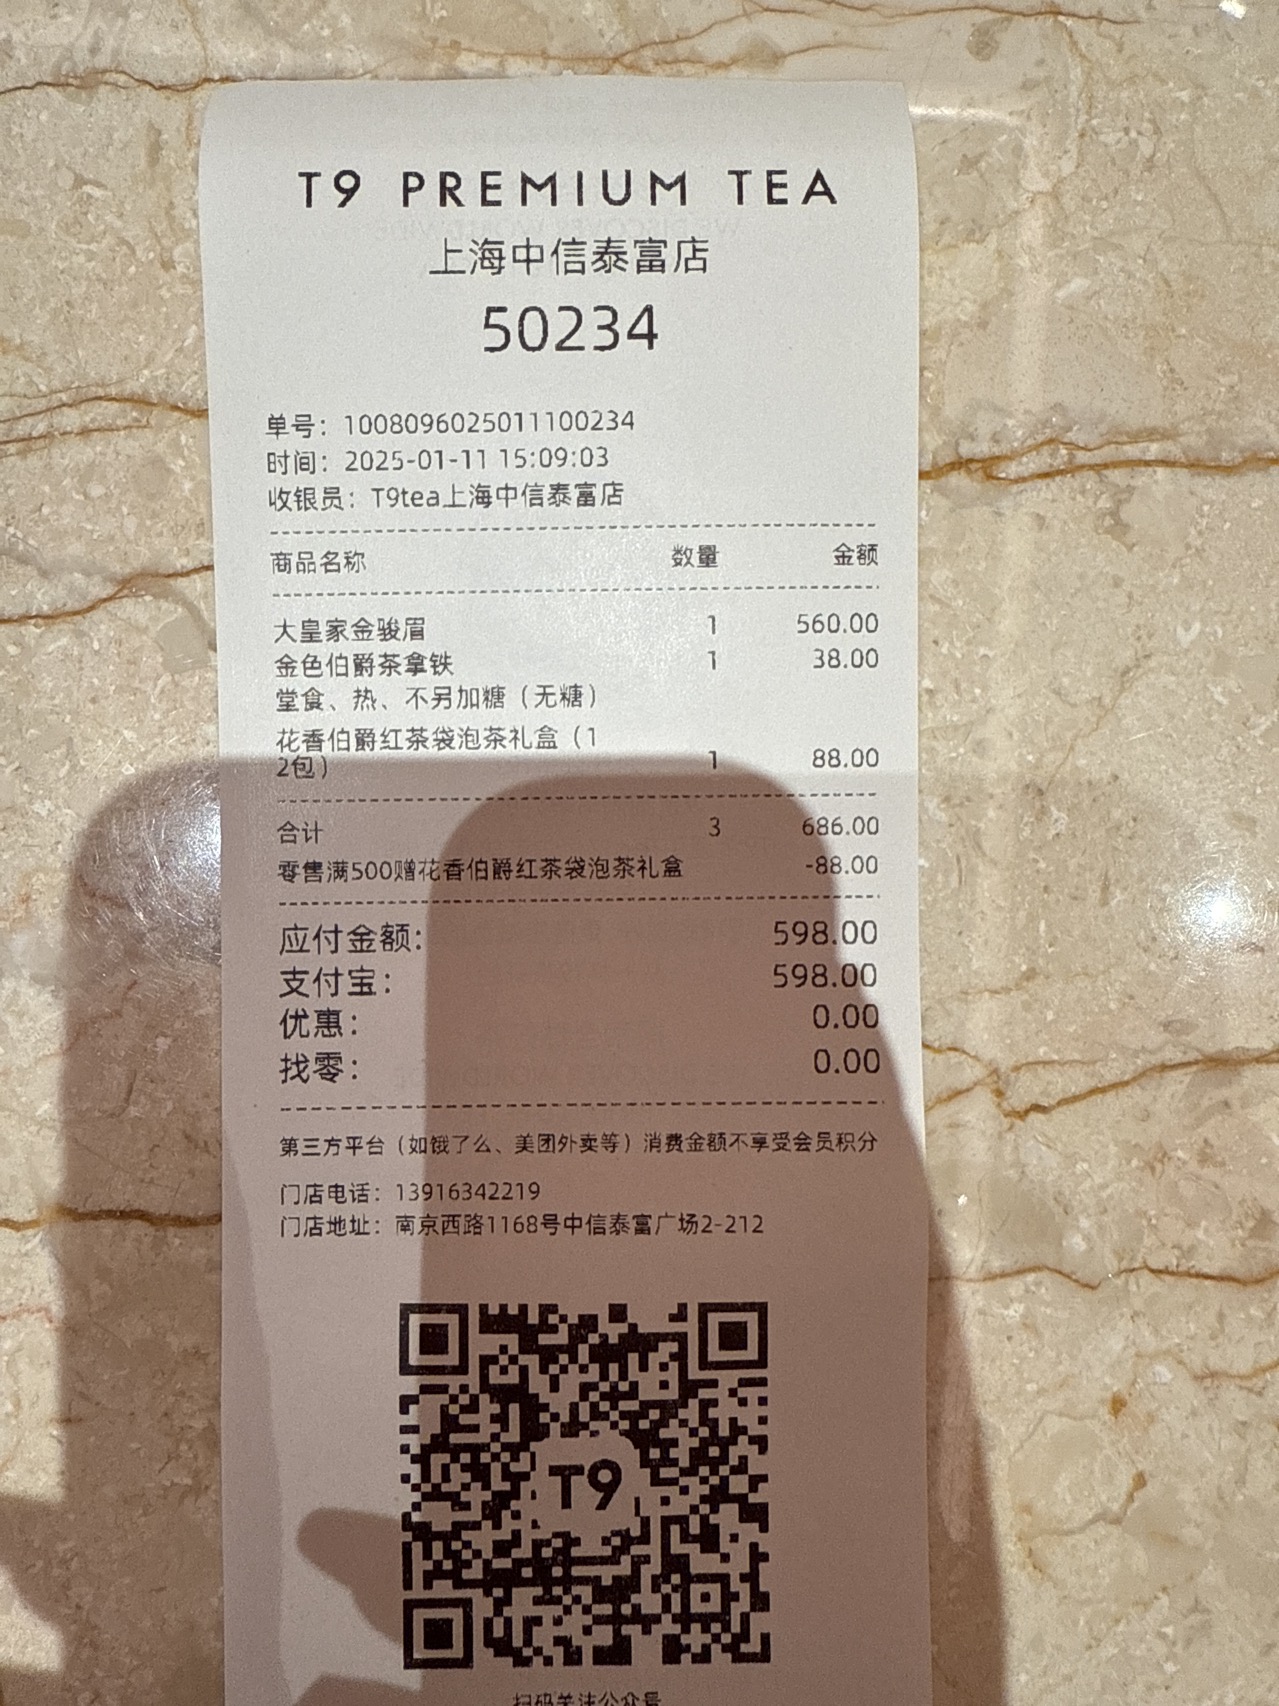 T9 PREMIUM TEA
上海中信泰富店
50234
单号：1008096025011100234
时间：2025-01-11 15:09:03
收银员：T9tea上海中信泰富店
商品名称 数量 金额
大皇家金骏眉 1 560.00
金色伯爵茶拿铁 1 38.00
堂食、热、不另加糖（无糖）
花香伯爵红茶袋泡茶礼盒（1
2包） 1 88.00
合计 3 686.00
零售满500赠花香伯爵红茶袋泡茶礼盒 -88.00
应付金额: 598.00
支付宝: 598.00
优惠: 0.00
找零: 0.00
第三方平台（如饿了么、美团外卖等）消费金额不享受会员积分
门店电话：13916342219
门店地址：南京西路1168号中信泰富广场2-212
T9
扫码关注公众号